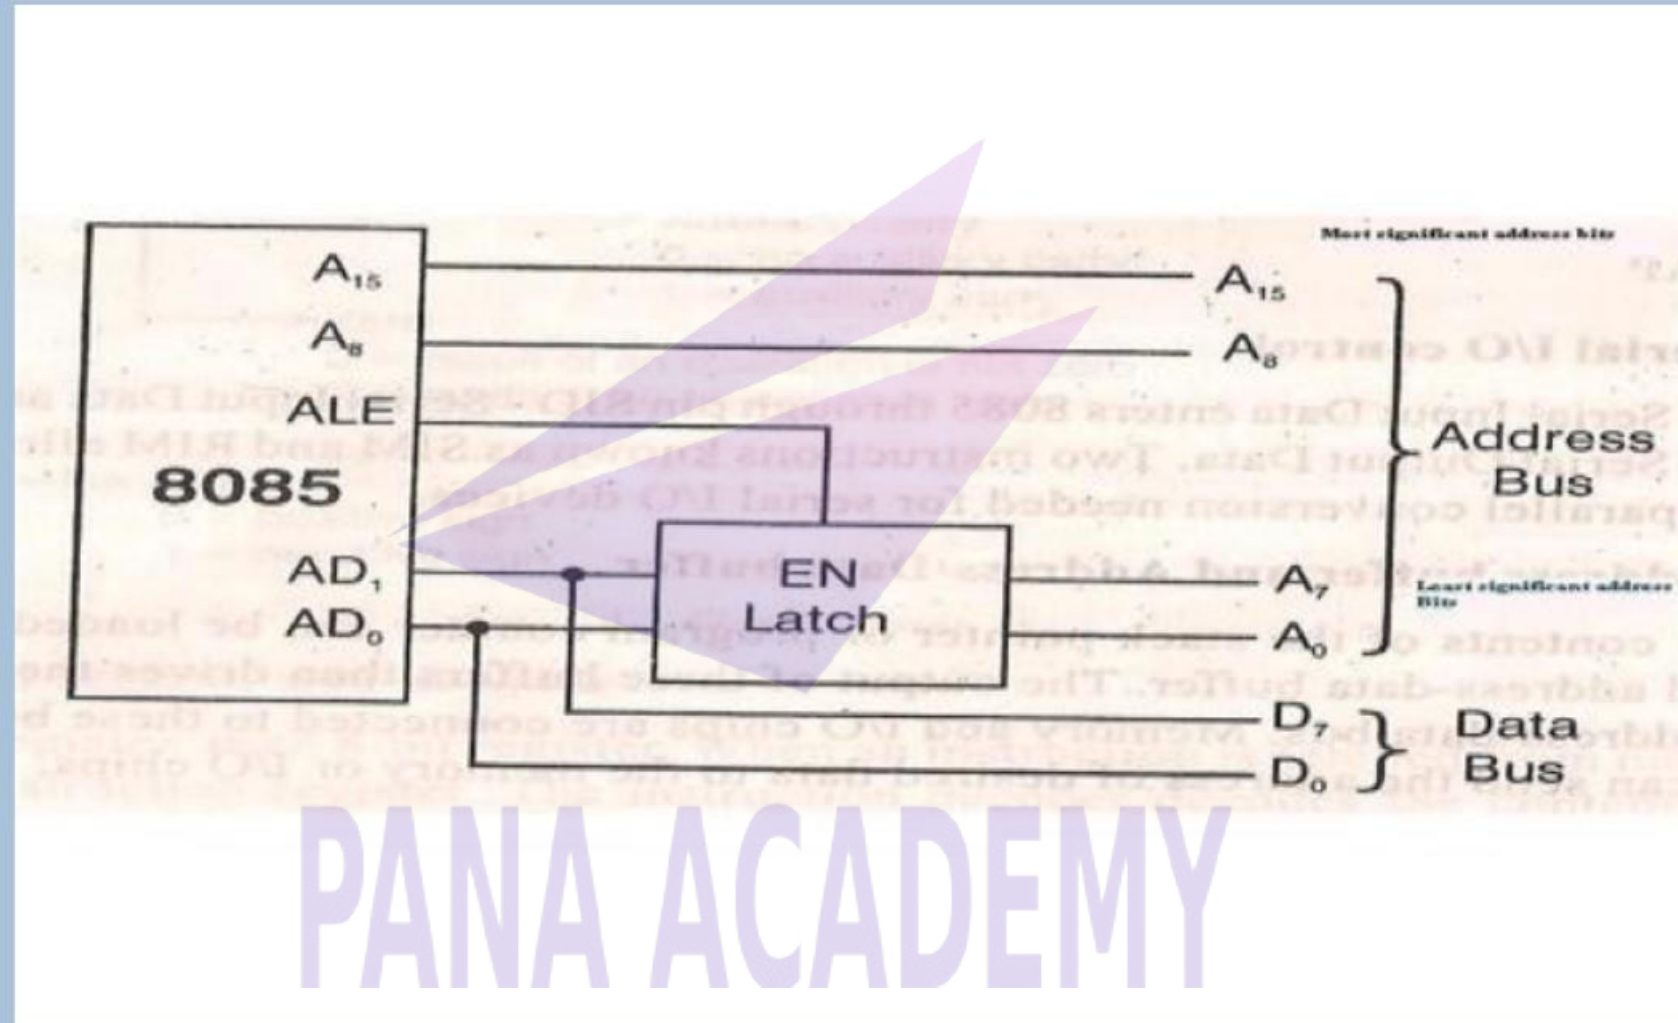 Most significant address bits
A₁₅ A₁₅
A₈ A₈
ALE
Address
Bus
8085
AD₁ EN A₇
Least significant address
Bits
AD₀ Latch A₀
D₇ Data
D₀ Bus
PANA ACADEMY